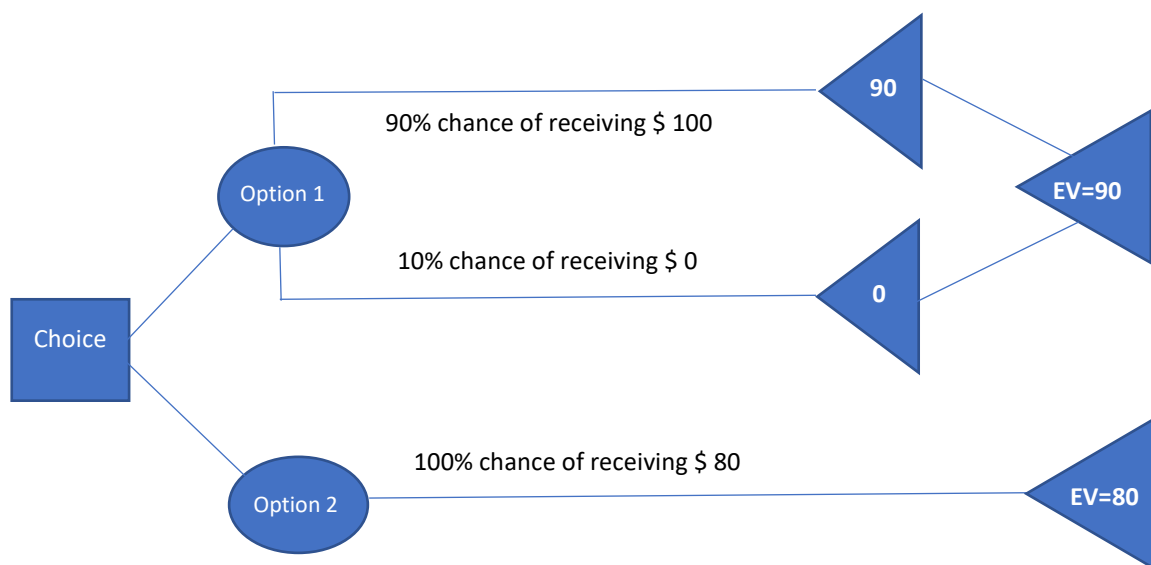 90
90% chance of receiving $ 100
Option 1
EV=90
10% chance of receiving $ 0
0
Choice
100% chance of receiving $ 80
Option 2
EV=80